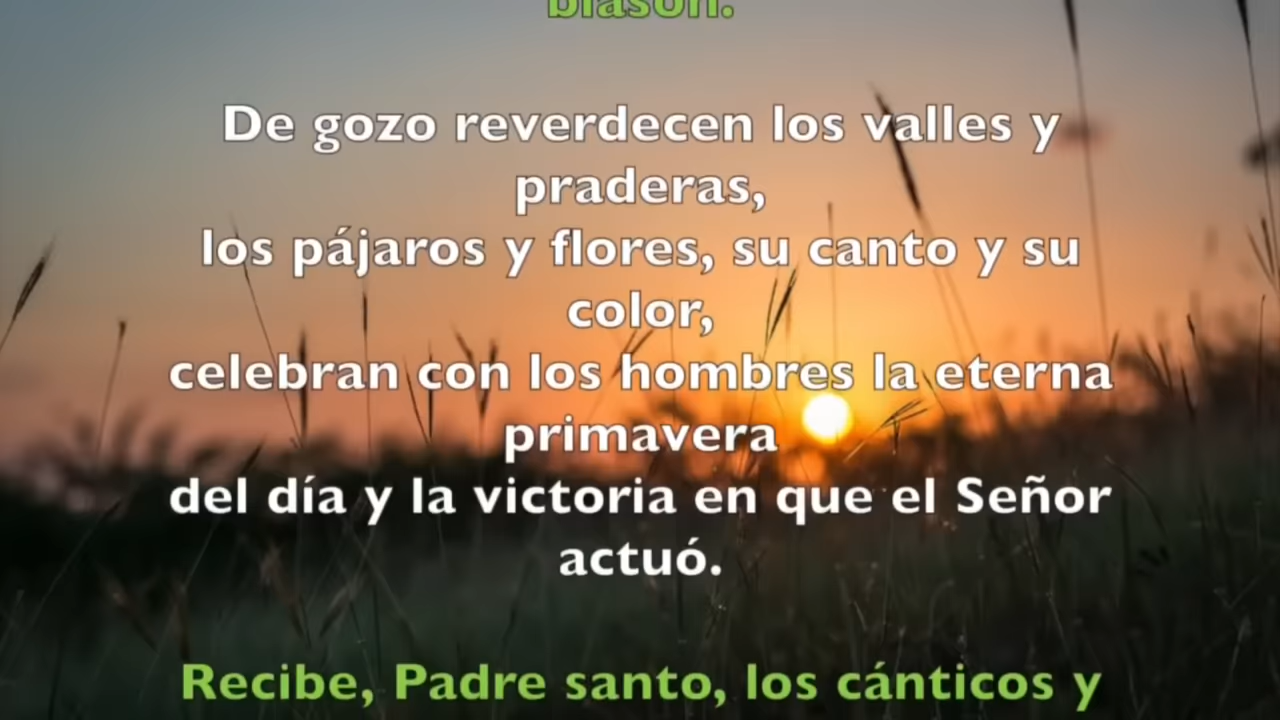 blasón.
De gozo reverdecen los valles y
praderas,
los pájaros y flores, su canto y su
color,
celebran con los hombres la eterna
primavera
del día y la victoria en que el Señor
actuó.
Recibe, Padre santo, los cánticos y